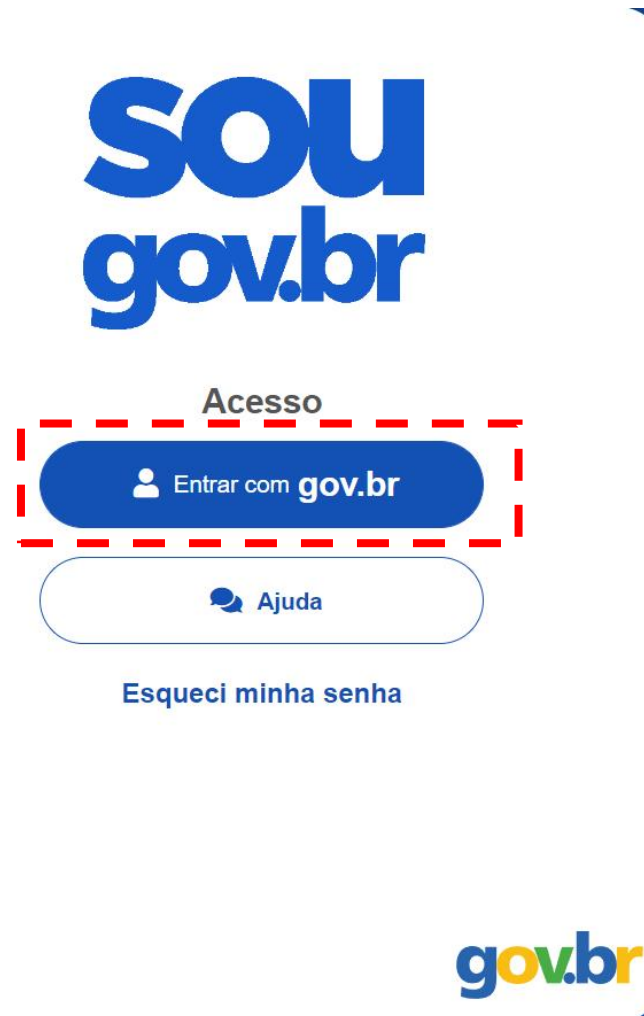 sou
gov.br
Acesso
Entrar com gov.br
Ajuda
Esqueci minha senha
gov.br